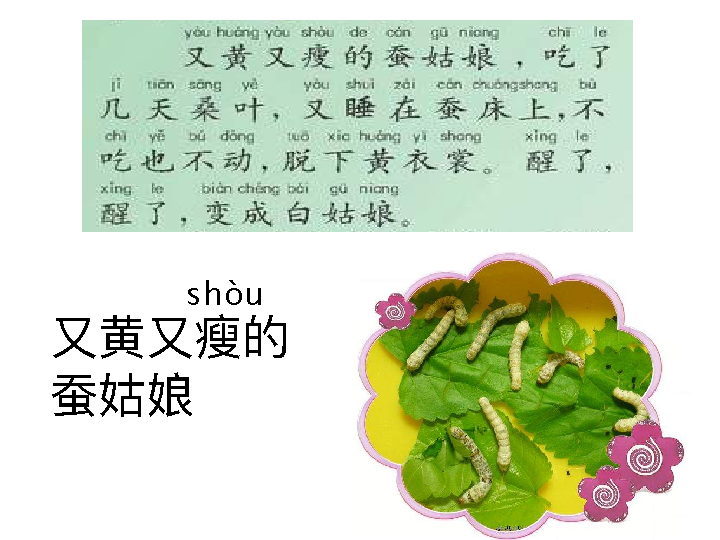 yòu huáng yòu shòu de cán gū niang chī le
又黄又瘦的蚕姑娘，吃了
jǐ tiān sāng yè yòu shuì zài cán chuáng shang bù
几天桑叶，又睡在蚕床上，不
chī yě bú dòng tuō xia huáng yī shang xǐng le
吃也不动，脱下黄衣裳。醒了，
xǐng le biàn chéng bái gū niang
醒了，变成白姑娘。
shòu
又黄又瘦的
蚕姑娘